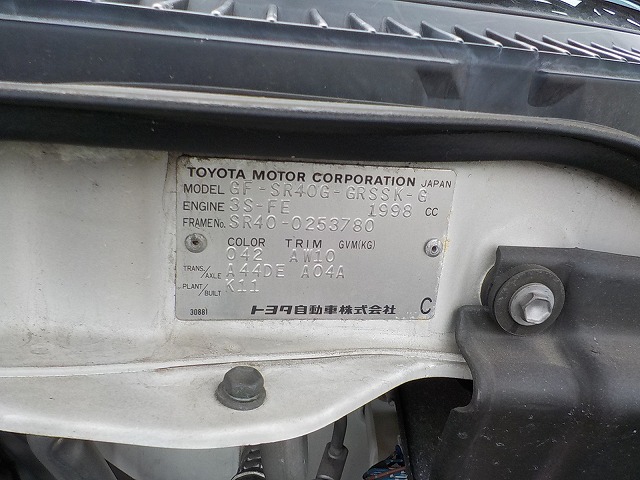 TOYOTA MOTOR CORPORATION JAPAN
MODEL GF-SR40G-GRSSK-G
ENGINE 3S-FE 1998 CC
FRAME No. SR40-0253780
COLOR TRIM GVM(KG)
042 AW10
TRANS./AXLE A44DE A04A
PLANT/BUILT K11
30881 トヨタ自動車株式会社 C